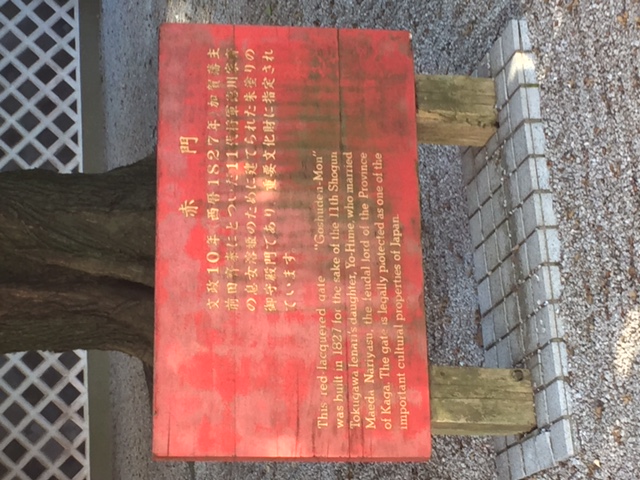 赤門
文政10年(西暦1827年)加賀藩主
前田斉泰にとついだ11代将軍徳川家斉
の息女溶姫のために建てられた朱塗りの
御守殿門であり、重要文化財に指定され
ています
This red-lacquered gate "Goshuden-Mon"
was built in 1827 for the sake of the 11th Shogun
Tokugawa Ienari's daughter, Yo-Hime, who married
Maeda Nariyasu, the feudal lord of the Province
of Kaga. The gate is legally protected as one of the
important cultural properties of Japan.